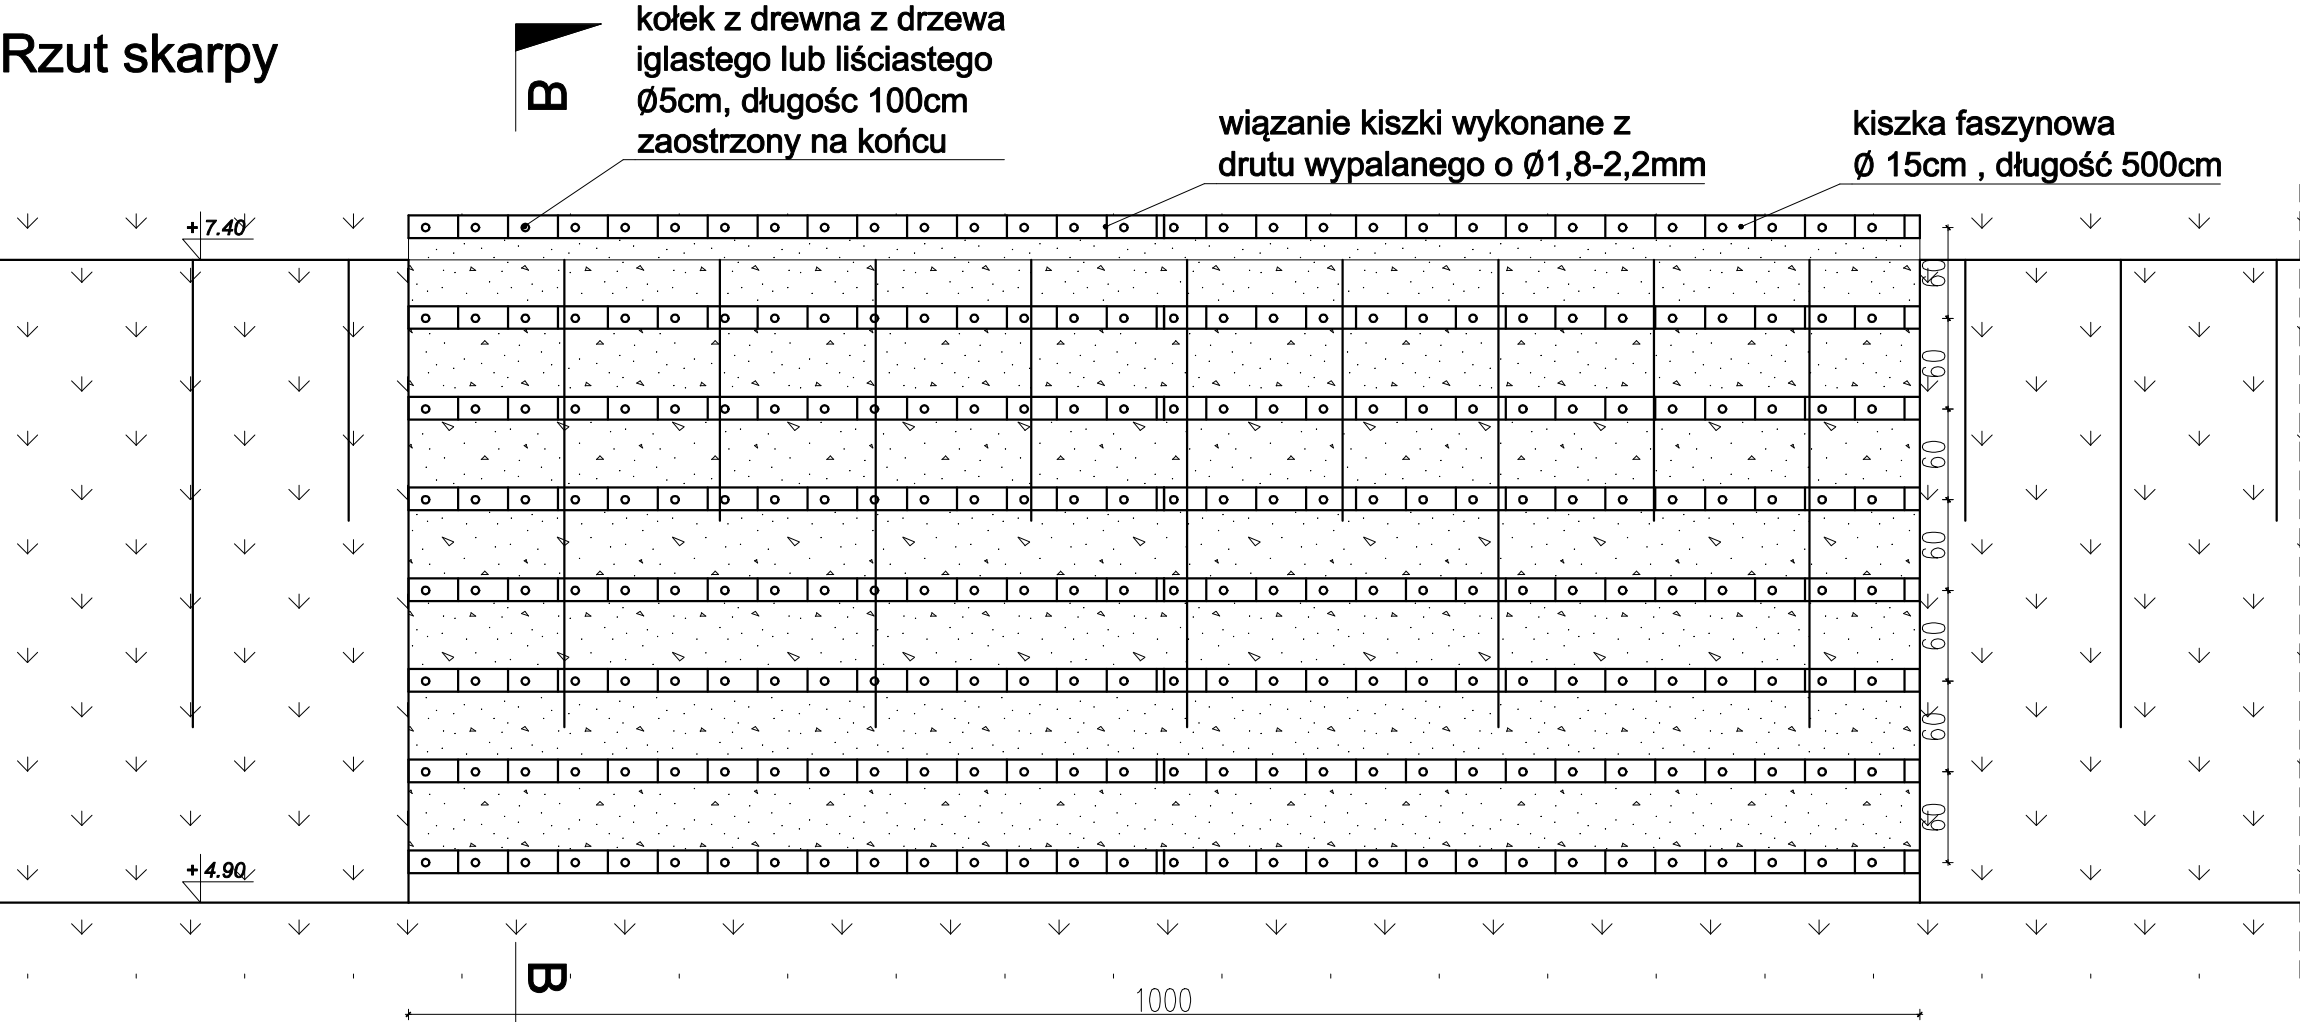 Rzut skarpy
B
kołek z drewna z drzewa
iglastego lub liściastego
Ø5cm, długośc 100cm
zaostrzony na końcu
wiązanie kiszki wykonane z
drutu wypalanego o Ø1,8-2,2mm
kiszka faszynowa
Ø 15cm , długość 500cm
+7.40
60
60
60
60
60
60
60
+4.90
B
1000